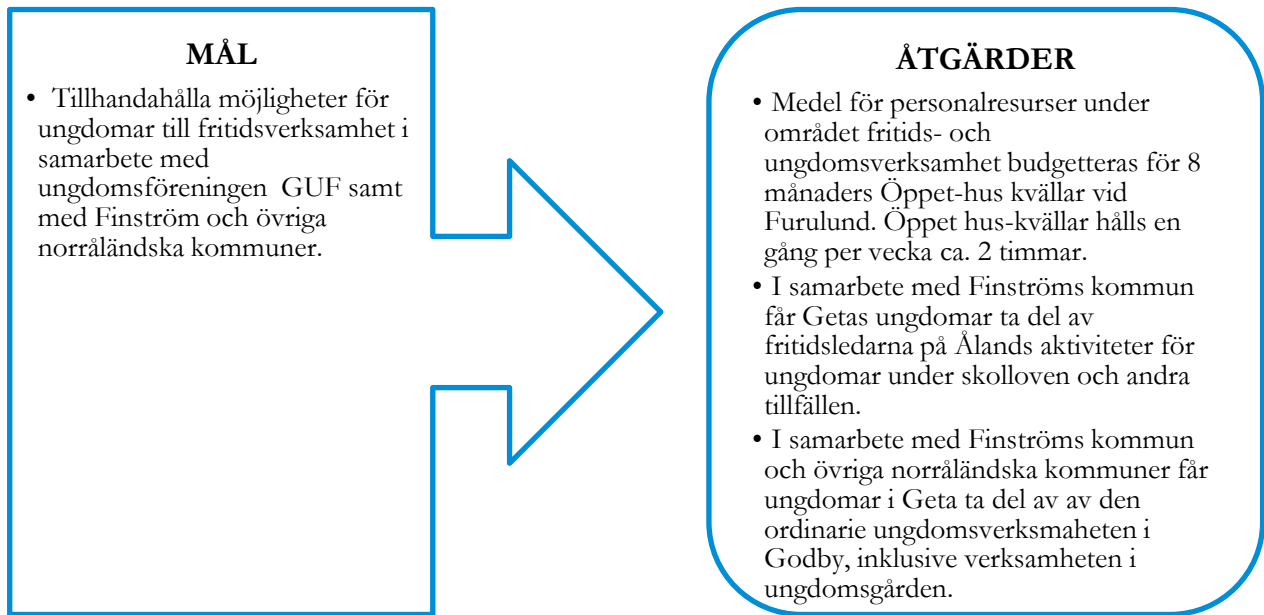 MÅL
• Tillhandahålla möjligheter för
ungdomar till fritidsverksamhet i
samarbete med
ungdomsföreningen GUF samt
med Finström och övriga
norråländska kommuner.
ÅTGÄRDER
• Medel för personalresurser under
området fritids- och
ungdomsverksamhet budgetteras för 8
månaders Öppet-hus kvällar vid
Furulund. Öppet hus-kvällar hålls en
gång per vecka ca. 2 timmar.
• I samarbete med Finströms kommun
får Getas ungdomar ta del av
fritidsledarna på Ålands aktiviteter för
ungdomar under skolloven och andra
tillfällen.
• I samarbete med Finströms kommun
och övriga norråländska kommuner får
ungdomar i Geta ta del av av den
ordinarie ungdomsverksmaheten i
Godby, inklusive verksamheten i
ungdomsgården.